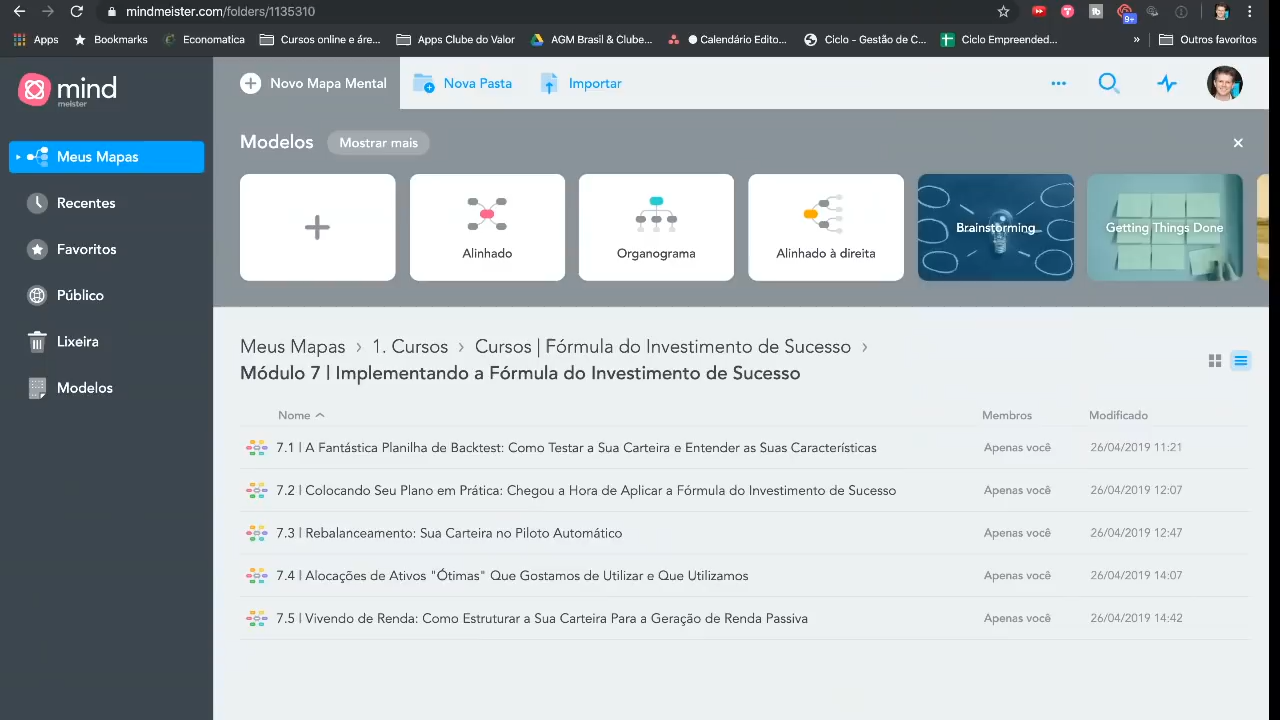 mindmeister.com/folders/1135310
9+
Apps
Bookmarks
Economatica
Cursos online e áre...
Apps Clube do Valor
AGM Brasil & Clube...
Calendário Edito...
Ciclo - Gestão de C...
Ciclo Empreended...
»
Outros favoritos
mind
meister
Novo Mapa Mental
Nova Pasta
Importar
Meus Mapas
Recentes
Favoritos
Público
Lixeira
Modelos
Modelos
Mostrar mais
Alinhado
Organograma
Alinhado à direita
Brainstorming
Getting Things Done
Meus Mapas › 1. Cursos › Cursos | Fórmula do Investimento de Sucesso ›
Módulo 7 | Implementando a Fórmula do Investimento de Sucesso
Nome Membros Modificado
7.1 | A Fantástica Planilha de Backtest: Como Testar a Sua Carteira e Entender as Suas Características Apenas você 26/04/2019 11:21
7.2 | Colocando Seu Plano em Prática: Chegou a Hora de Aplicar a Fórmula do Investimento de Sucesso Apenas você 26/04/2019 12:07
7.3 | Rebalanceamento: Sua Carteira no Piloto Automático Apenas você 26/04/2019 12:47
7.4 | Alocações de Ativos "Ótimas" Que Gostamos de Utilizar e Que Utilizamos Apenas você 26/04/2019 14:07
7.5 | Vivendo de Renda: Como Estruturar a Sua Carteira Para a Geração de Renda Passiva Apenas você 26/04/2019 14:42